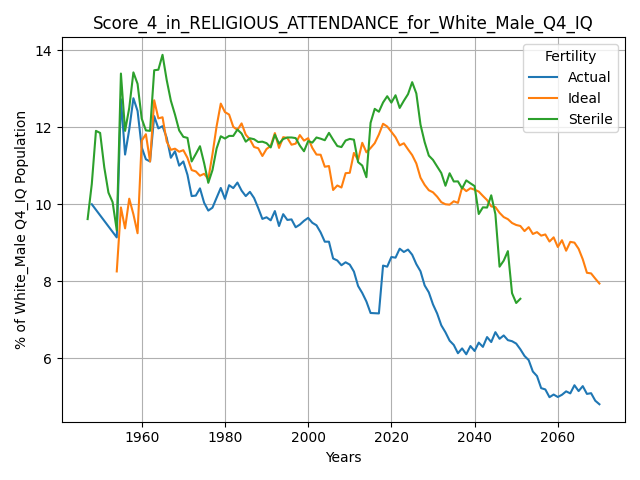 Score_4_in_RELIGIOUS_ATTENDANCE_for_White_Male_Q4_IQ
Fertility
Actual
Ideal
Sterile
% of White_Male Q4_IQ Population
14
12
10
8
6
1960
1980
2000
2020
2040
2060
Years